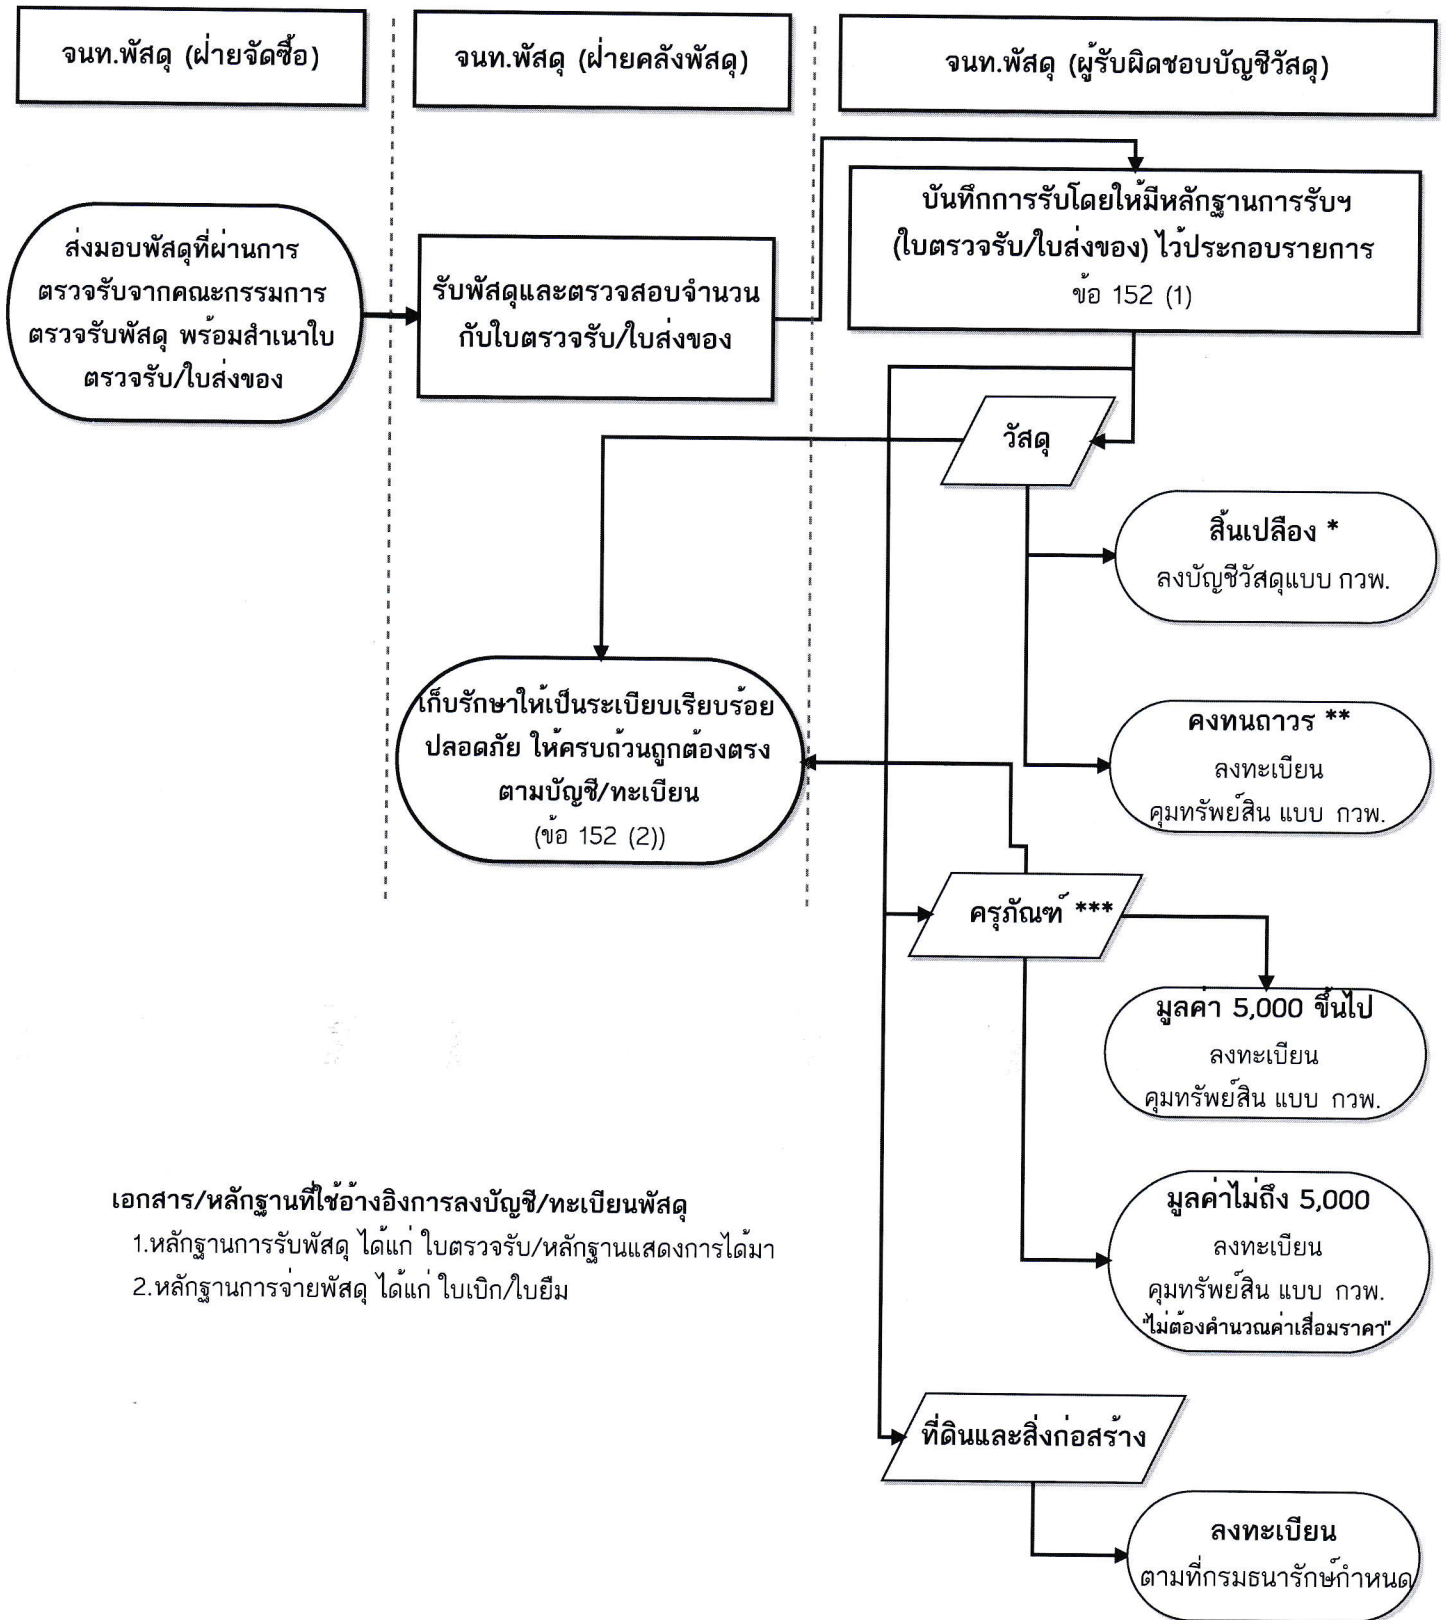 จนท.พัสดุ (ฝ่ายจัดซื้อ)
จนท.พัสดุ (ฝ่ายคลังพัสดุ)
จนท.พัสดุ (ผู้รับผิดชอบบัญชีวัสดุ)
ส่งมอบพัสดุที่ผ่านการ
ตรวจรับจากคณะกรรมการ
ตรวจรับพัสดุ พร้อมสำเนาใบ
ตรวจรับ/ใบส่งของ
รับพัสดุและตรวจสอบจำนวน
กับใบตรวจรับ/ใบส่งของ
บันทึกการรับโดยให้มีหลักฐานการรับฯ
(ใบตรวจรับ/ใบส่งของ) ไว้ประกอบรายการ
ข้อ 152 (1)
วัสดุ
สิ้นเปลือง *
ลงบัญชีวัสดุแบบ กวพ.
คงทนถาวร **
ลงทะเบียน
คุมทรัพย์สิน แบบ กวพ.
เก็บรักษาให้เป็นระเบียบเรียบร้อย
ปลอดภัย ให้ครบถ้วนถูกต้องตรง
ตามบัญชี/ทะเบียน
(ข้อ 152 (2))
ครุภัณฑ์ ***
มูลค่า 5,000 ขึ้นไป
ลงทะเบียน
คุมทรัพย์สิน แบบ กวพ.
มูลค่าไม่ถึง 5,000
ลงทะเบียน
คุมทรัพย์สิน แบบ กวพ.
"ไม่ต้องคำนวณค่าเสื่อมราคา"
เอกสาร/หลักฐานที่ใช้อ้างอิงการลงบัญชี/ทะเบียนพัสดุ
1.หลักฐานการรับพัสดุ ได้แก่ ใบตรวจรับ/หลักฐานแสดงการได้มา
2.หลักฐานการจ่ายพัสดุ ได้แก่ ใบเบิก/ใบยืม
ที่ดินและสิ่งก่อสร้าง
ลงทะเบียน
ตามที่กรมธนารักษ์กำหนด